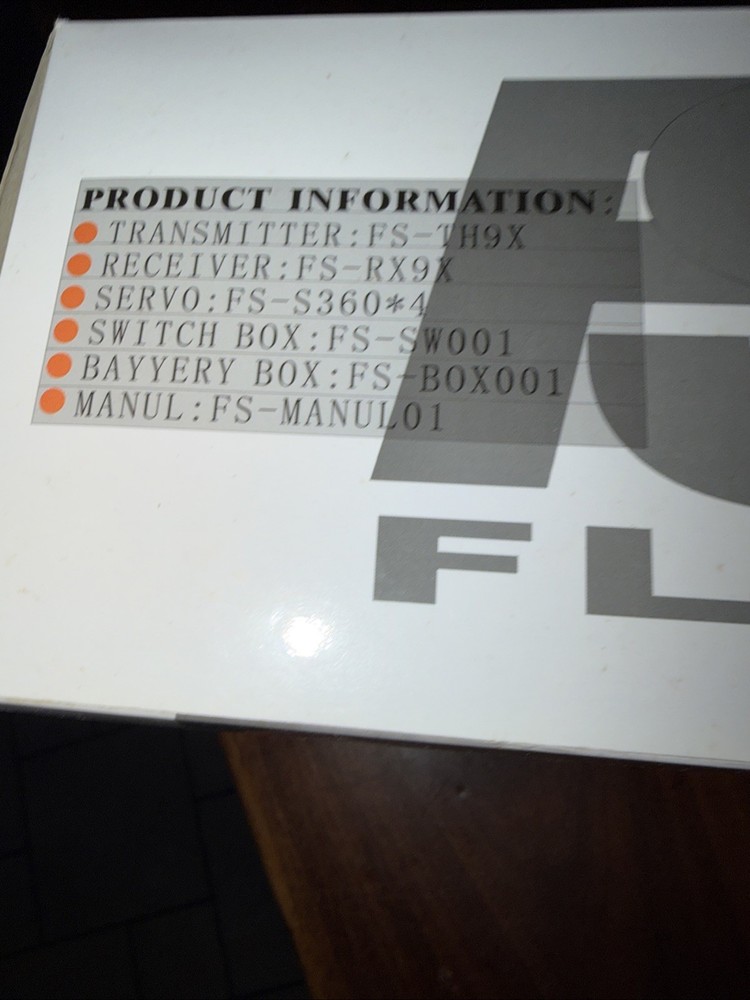 PRODUCT INFORMATION:
TRANSMITTER:FS-TH9X
RECEIVER:FS-RX9X
SERVO:FS-S360*4
SWITCH BOX:FS-SW001
BAYYERY BOX:FS-BOX001
MANUL:FS-MANUL01
FL